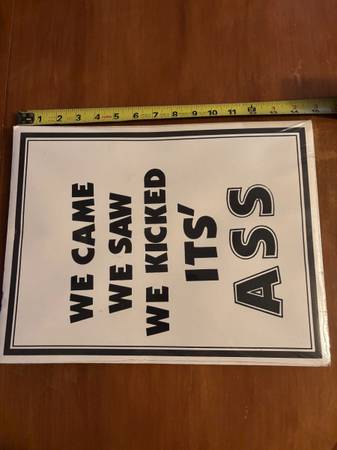 1 2 3 4 5 6 7 8 9 10 11
WE CAME
WE SAW
WE KICKED
ITS'
ASS